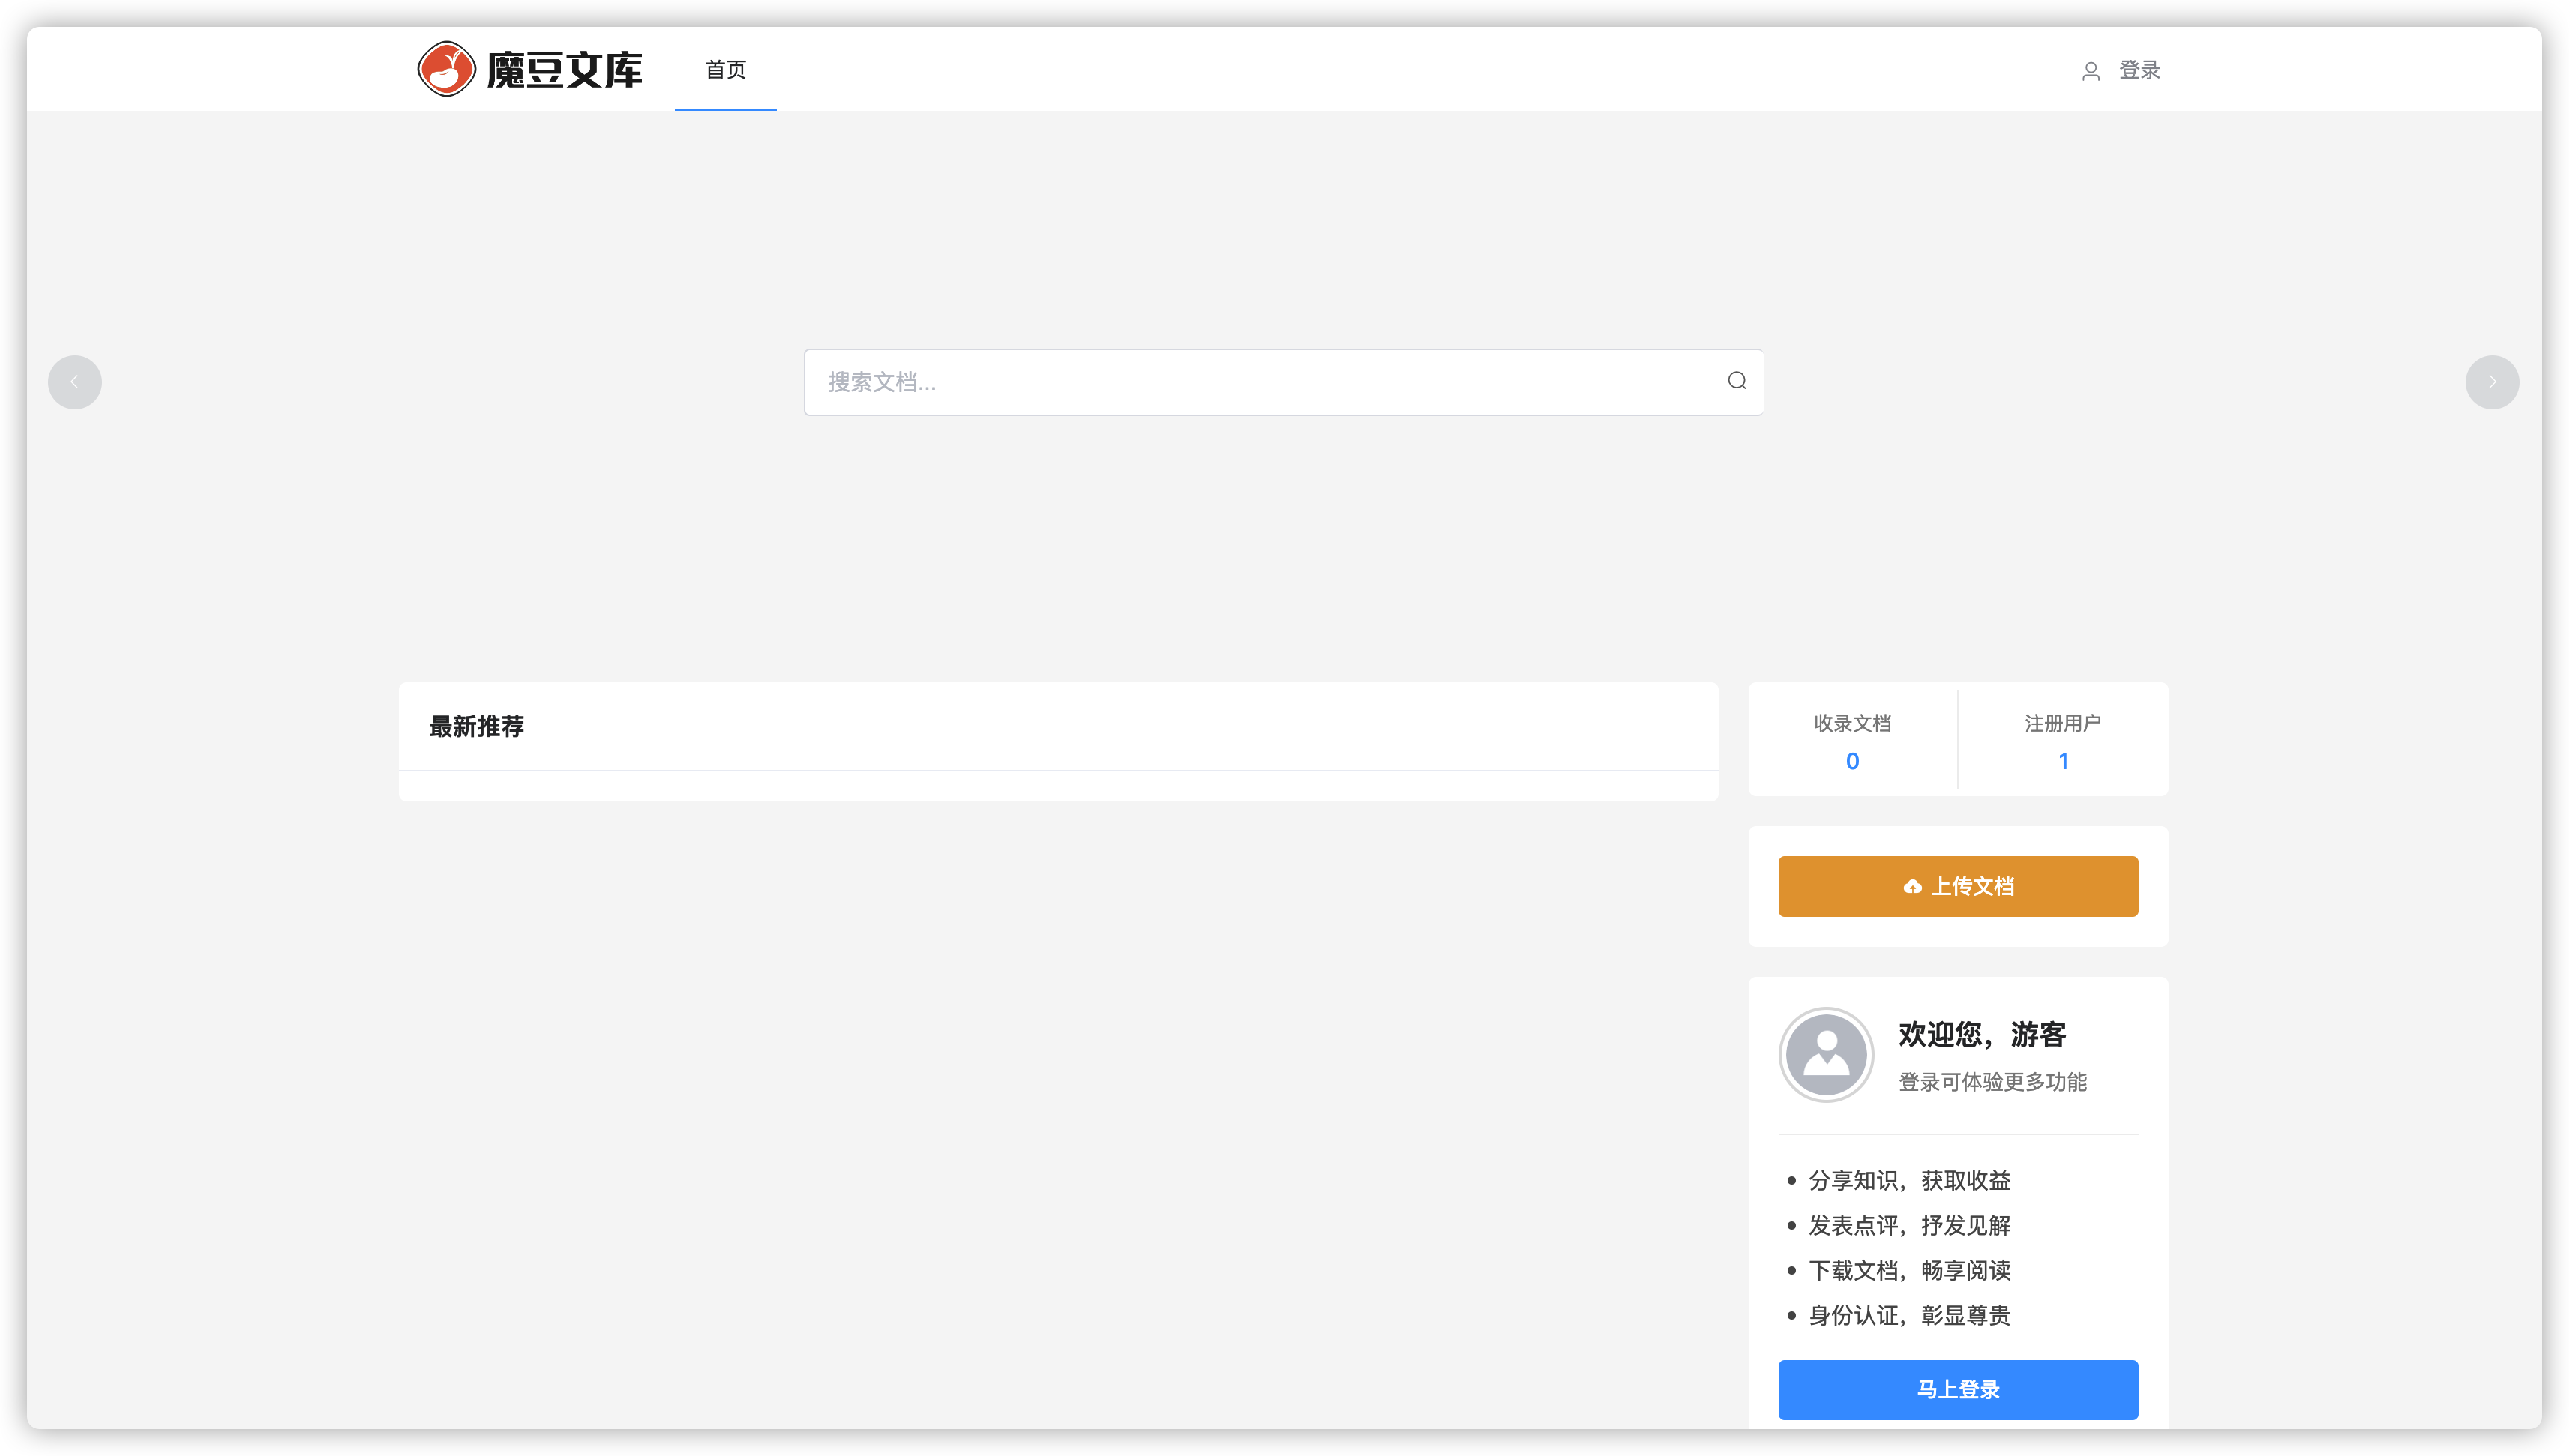 魔豆文库
首页
登录
搜索文档...
最新推荐
收录文档
0
注册用户
1
上传文档
欢迎您，游客
登录可体验更多功能
分享知识，获取收益
发表点评，抒发见解
下载文档，畅享阅读
身份认证，彰显尊贵
马上登录